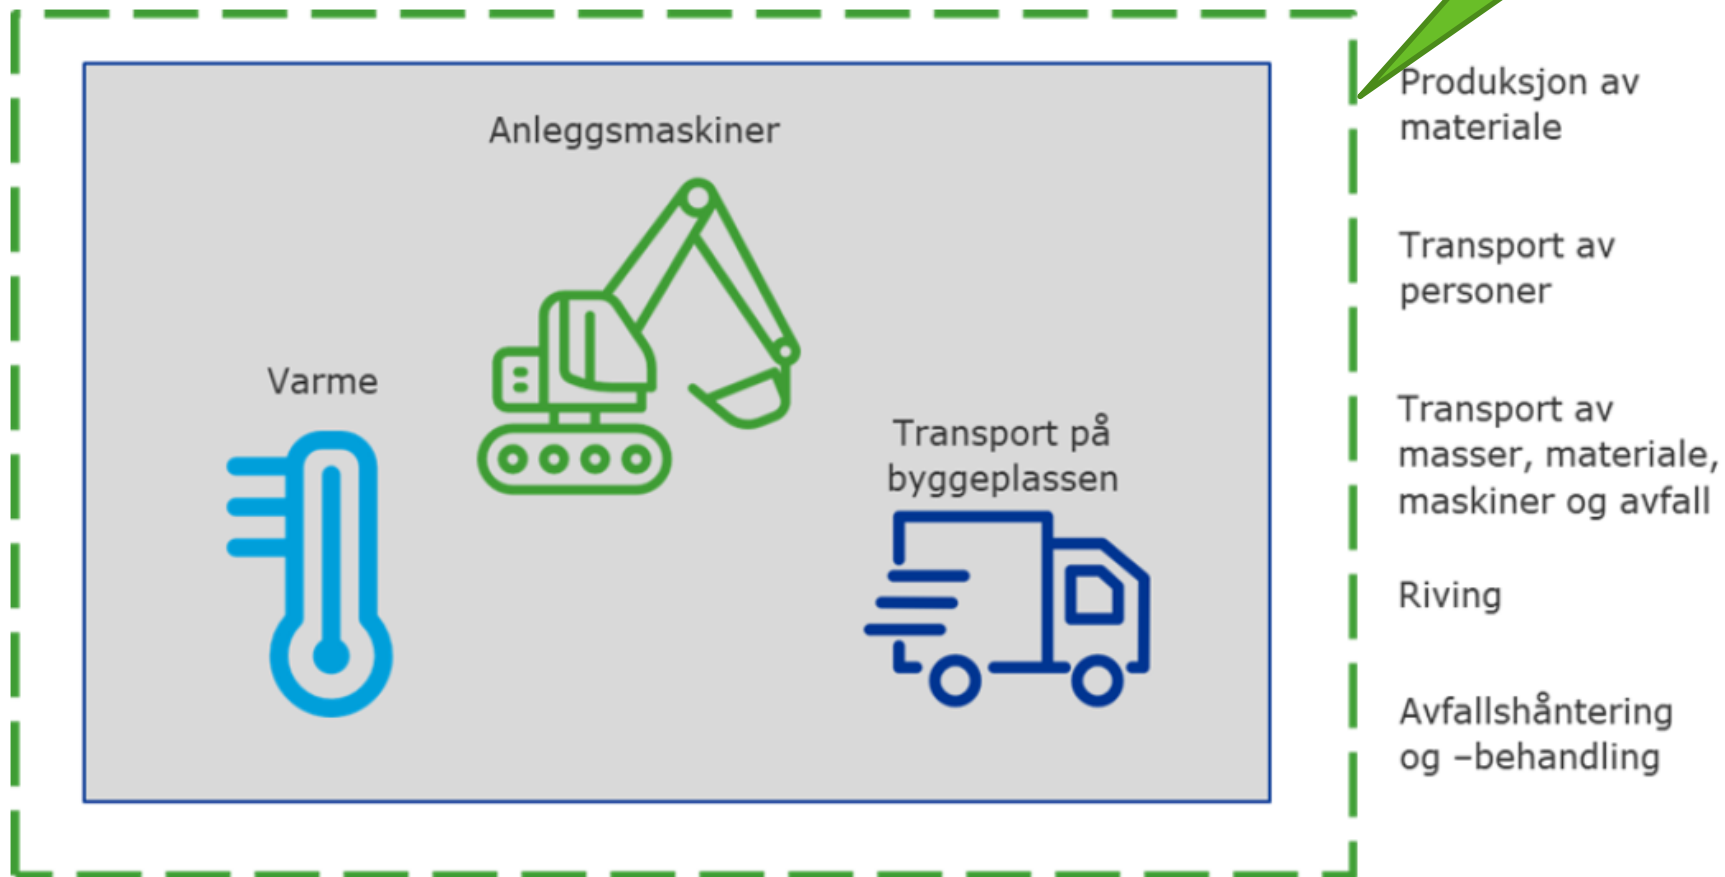 Anleggsmaskiner
Varme
Transport på
byggeplassen
Produksjon av
materiale
Transport av
personer
Transport av
masser, materiale,
maskiner og avfall
Riving
Avfallshåntering
og –behandling